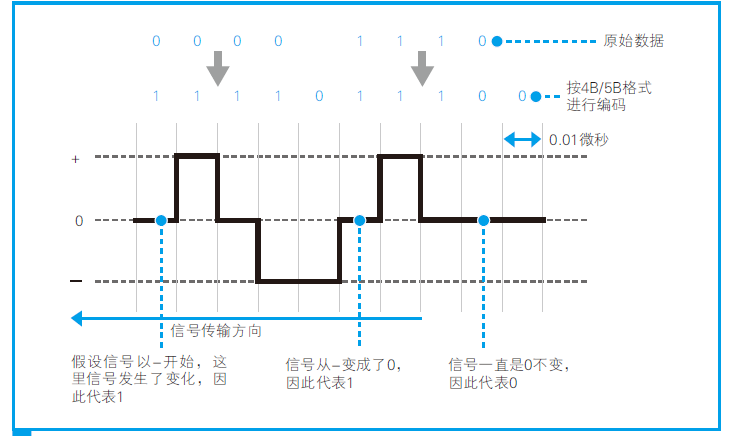 0 0 0 0 1 1 1 0 原始数据
1 1 1 1 0 1 1 1 0 0 按4B/5B格式
进行编码
0.01微秒
+
0
−
信号传输方向
假设信号以−开始，这
里信号发生了变化，因
此代表1
信号从−变成了0，
因此代表1
信号一直是0不变，
因此代表0